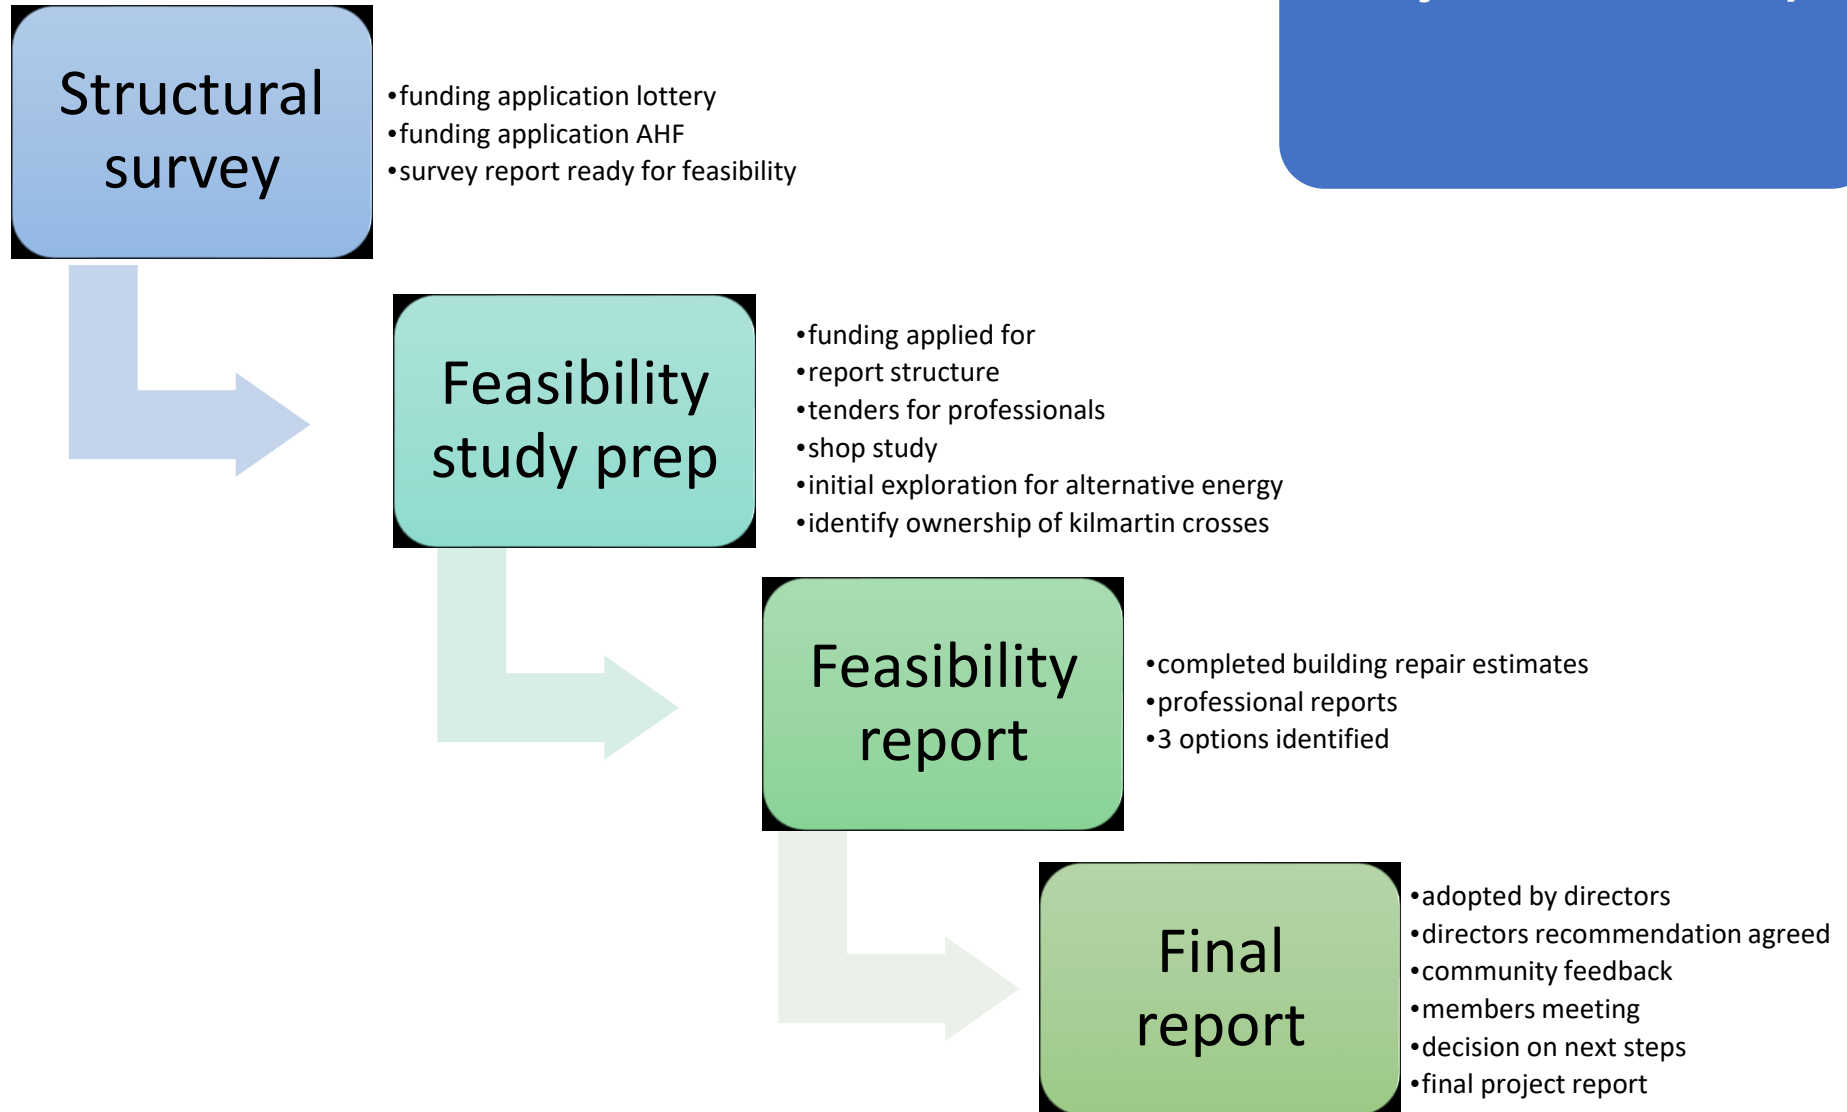 Structural
survey
•funding application lottery
•funding application AHF
•survey report ready for feasibility
Feasibility
study prep
•funding applied for
•report structure
•tenders for professionals
•shop study
•initial exploration for alternative energy
•identify ownership of kilmartin crosses
Feasibility
report
•completed building repair estimates
•professional reports
•3 options identified
Final
report
•adopted by directors
•directors recommendation agreed
•community feedback
•members meeting
•decision on next steps
•final project report